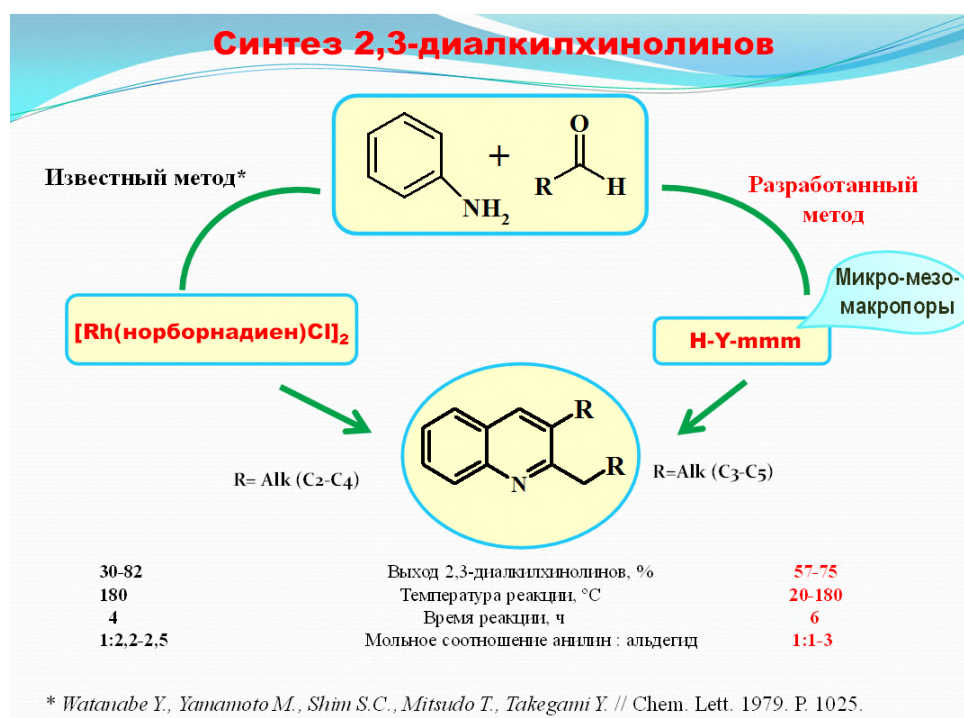 Синтез 2,3-диалкилхинолинов
Известный метод*
NH2
+
O
R
H
Разработанный
метод
Микро-мезо-
макропоры
[Rh(норборнадиен)Cl]2
H-Y-mmm
R
R
N
R= Alk (C2-C4)
R=Alk (C3-C5)
30-82 Выход 2,3-диалкилхинолинов, % 57-75
180 Температура реакции, °С 20-180
4 Время реакции, ч 6
1:2,2-2,5 Мольное соотношение анилин : альдегид 1:1-3
* Watanabe Y., Yamamoto M., Shim S.C., Mitsudo T., Takegami Y. // Chem. Lett. 1979. P. 1025.